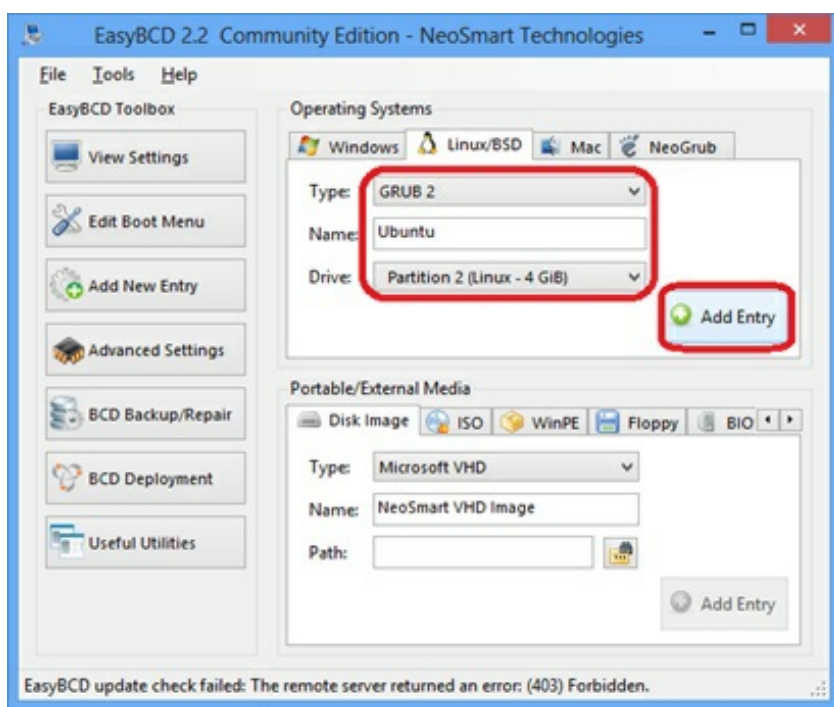 EasyBCD 2.2 Community Edition - NeoSmart Technologies
File Tools Help
EasyBCD Toolbox
View Settings
Edit Boot Menu
Add New Entry
Advanced Settings
BCD Backup/Repair
BCD Deployment
Useful Utilities
Operating Systems
Windows Linux/BSD Mac NeoGrub
Type: GRUB 2
Name: Ubuntu
Drive: Partition 2 (Linux - 4 GiB)
Add Entry
Portable/External Media
Disk Image ISO WinPE Floppy BIO
Type: Microsoft VHD
Name: NeoSmart VHD Image
Path:
Add Entry
EasyBCD update check failed: The remote server returned an error: (403) Forbidden.